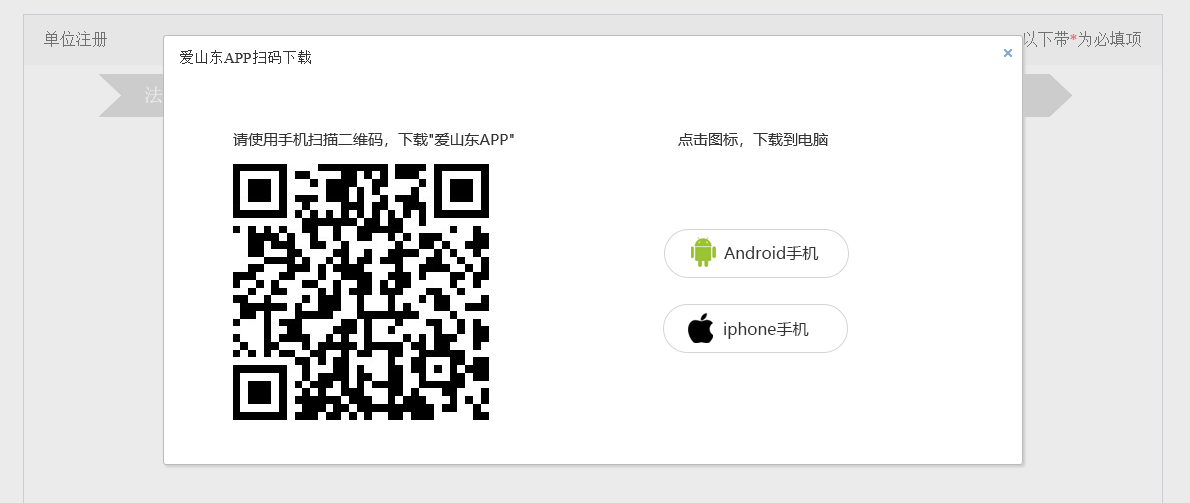 单位注册
以下带*为必填项
爱山东APP扫码下载
×
法
请使用手机扫描二维码，下载"爱山东APP"
点击图标，下载到电脑
Android手机
iphone手机